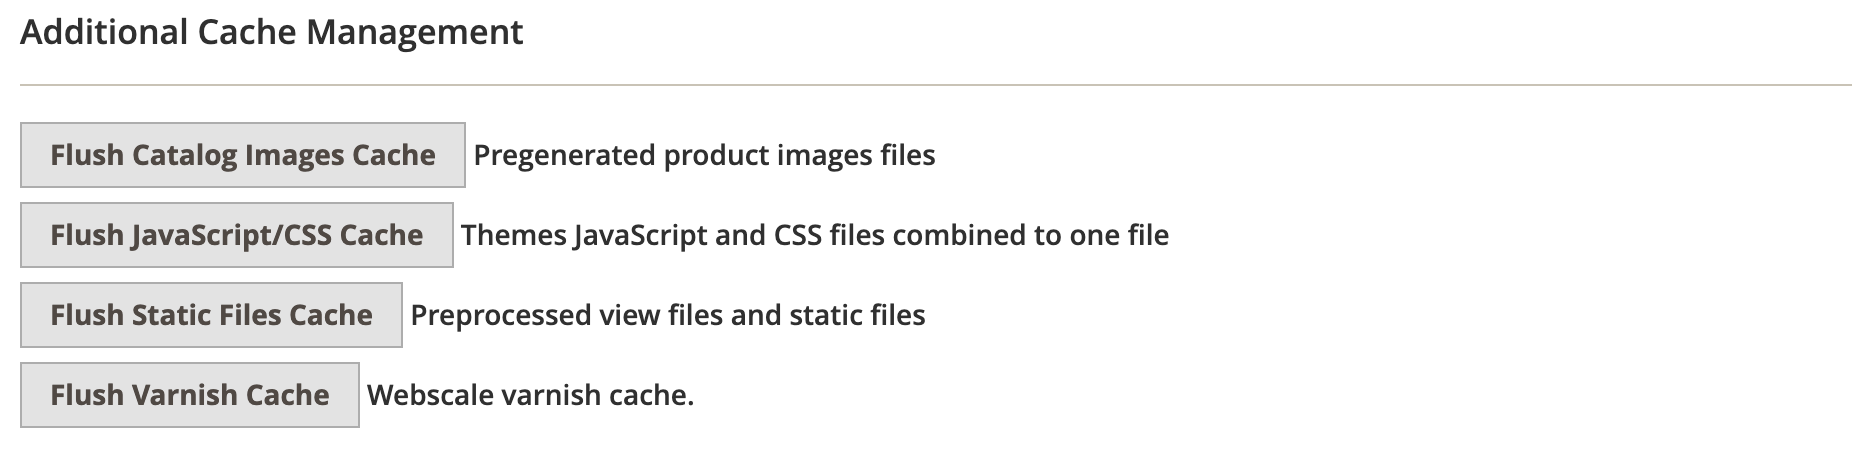 Additional Cache Management
Flush Catalog Images Cache Pregenerated product images files
Flush JavaScript/CSS Cache Themes JavaScript and CSS files combined to one file
Flush Static Files Cache Preprocessed view files and static files
Flush Varnish Cache Webscale varnish cache.